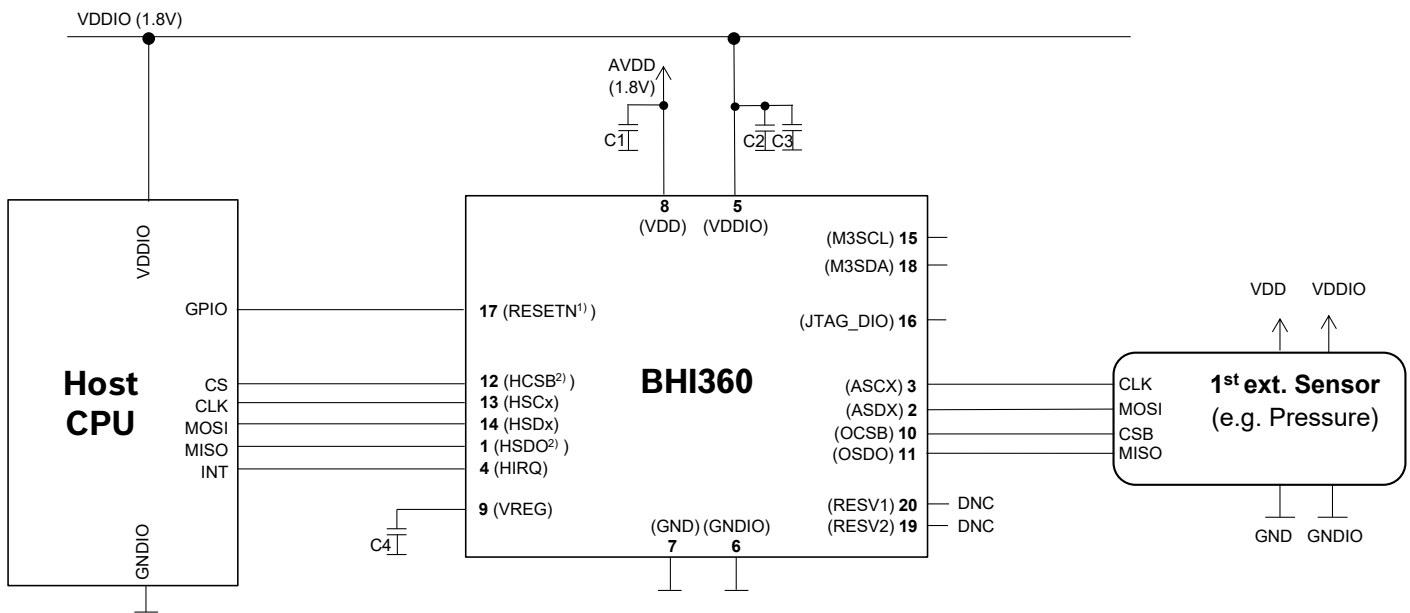 VDDIO (1.8V)
AVDD
(1.8V)
C1
C2
C3
8
(VDD)
5
(VDDIO)
VDDIO
GPIO
Host
CPU
CS
CLK
MOSI
MISO
INT
GNDIO
BHI360
17 (RESETN¹⁾ )
12 (HCSB²⁾ )
13 (HSCx)
14 (HSDx)
1 (HSDO²⁾ )
4 (HIRQ)
9 (VREG)
C4
(M3SCL) 15
(M3SDA) 18
(JTAG_DIO) 16
(ASCX) 3
(ASDX) 2
(OCSB) 10
(OSDO) 11
(RESV1) 20
DNC
(RESV2) 19
DNC
(GND)
7
(GNDIO)
6
VDD
VDDIO
CLK
MOSI
CSB
MISO
1st ext. Sensor
(e.g. Pressure)
GND
GNDIO